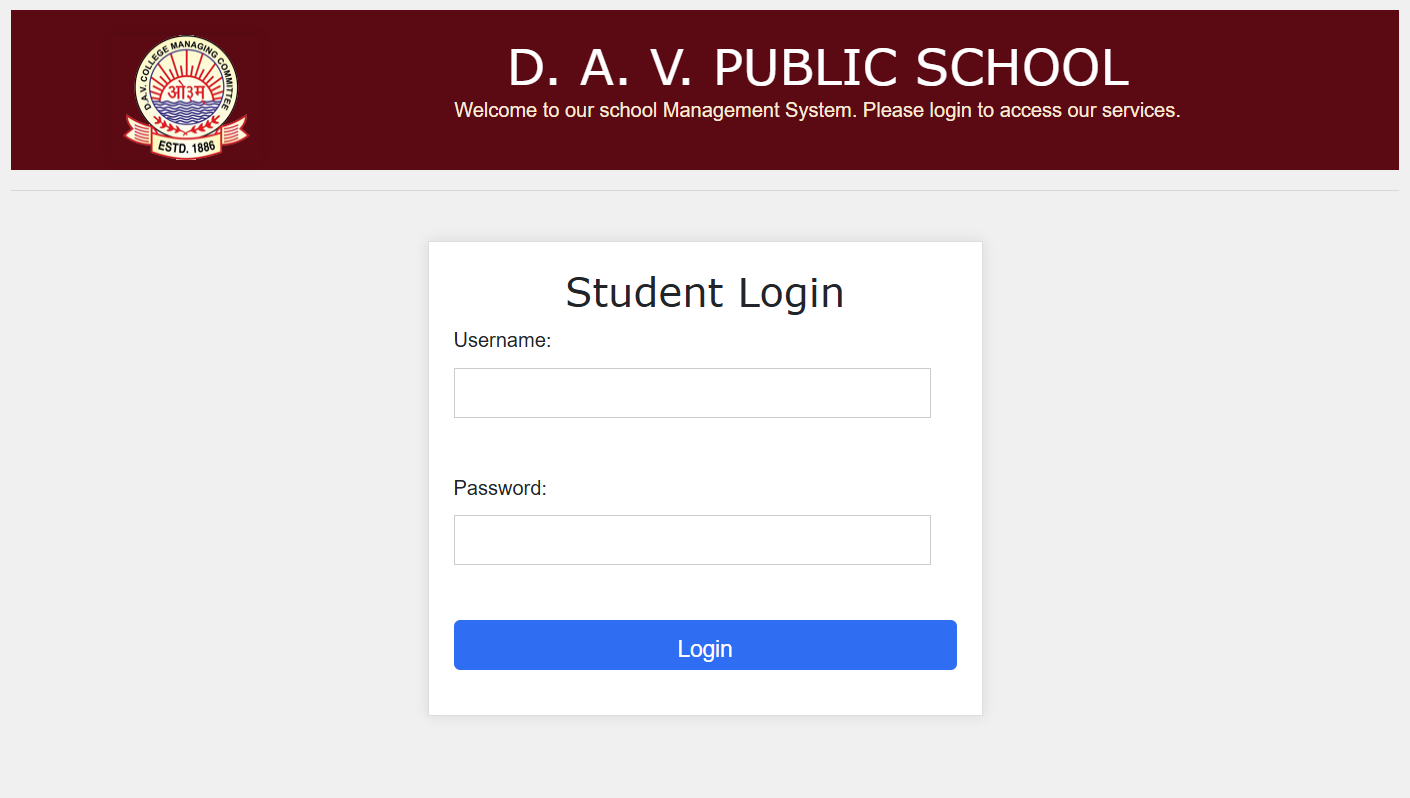 D.A.V. COLLEGE MANAGING COMMITTEE
ओ३म्
ESTD. 1886
D. A. V. PUBLIC SCHOOL
Welcome to our school Management System. Please login to access our services.
Student Login
Username:
Password:
Login